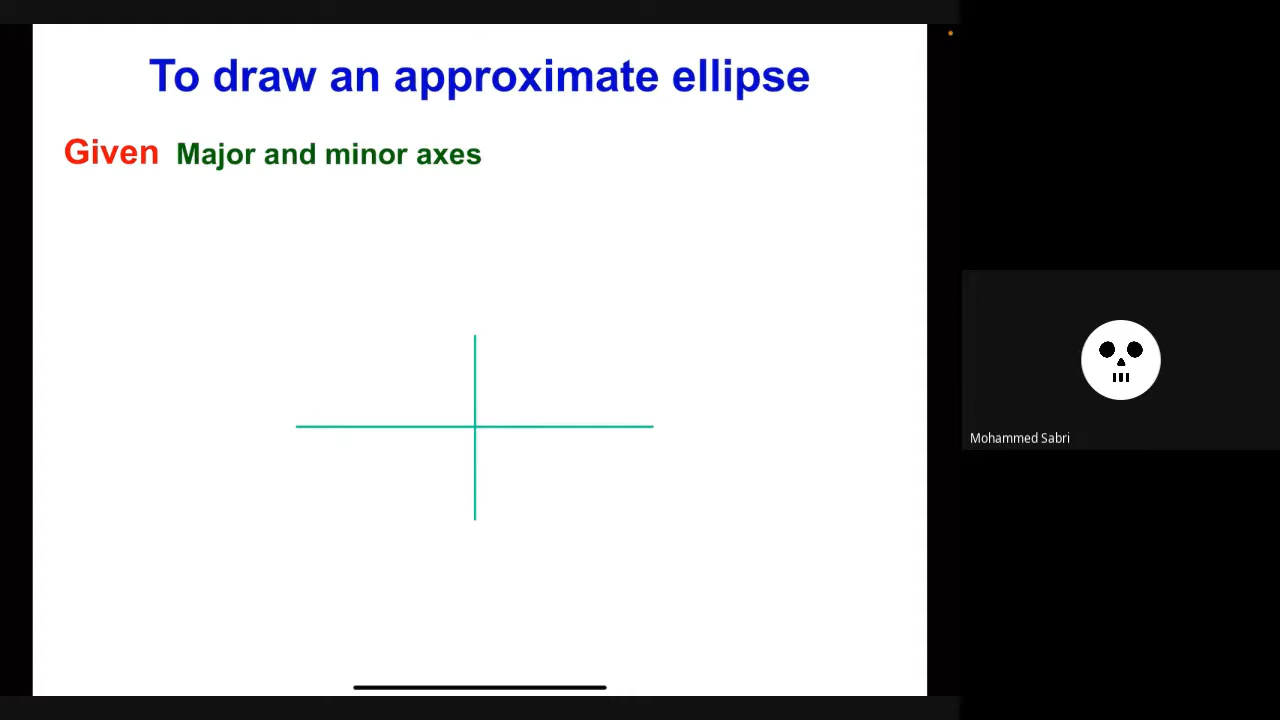 To draw an approximate ellipse
Given Major and minor axes
Mohammed Sabri